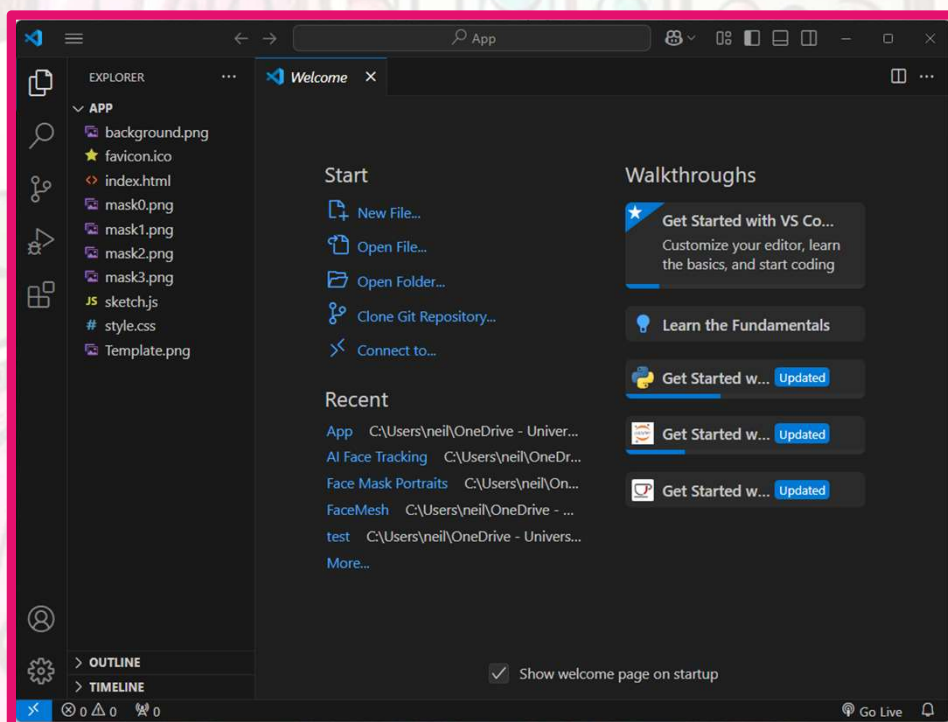 App
EXPLORER
Welcome
APP
background.png
favicon.ico
index.html
mask0.png
mask1.png
mask2.png
mask3.png
JS sketch.js
# style.css
Template.png
Start
New File...
Open File...
Open Folder...
Clone Git Repository...
Connect to...
Recent
App C:\Users\neil\OneDrive - Univer...
AI Face Tracking C:\Users\neil\OneDr...
Face Mask Portraits C:\Users\neil\On...
FaceMesh C:\Users\neil\OneDrive - ...
test C:\Users\neil\OneDrive - Univers...
More...
Walkthroughs
Get Started with VS Co...
Customize your editor, learn
the basics, and start coding
Learn the Fundamentals
Get Started w... Updated
Get Started w... Updated
Get Started w... Updated
OUTLINE
TIMELINE
Show welcome page on startup
0 0 0
Go Live